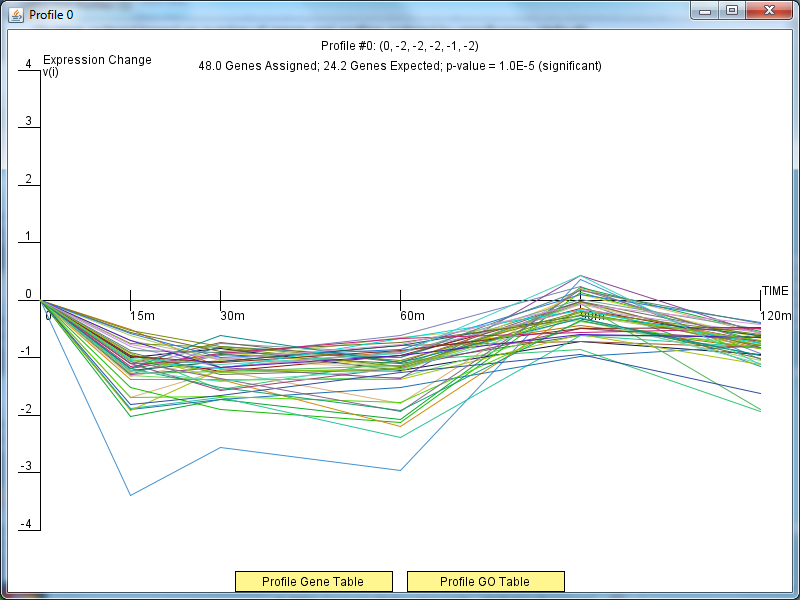 Profile 0
Profile #0: (0, -2, -2, -2, -1, -2)
48.0 Genes Assigned; 24.2 Genes Expected; p-value = 1.0E-5 (significant)
Expression Change
v(i)
4
3
2
1
0
-1
-2
-3
-4
TIME
0
15m
30m
60m
90m
120m
Profile Gene Table
Profile GO Table